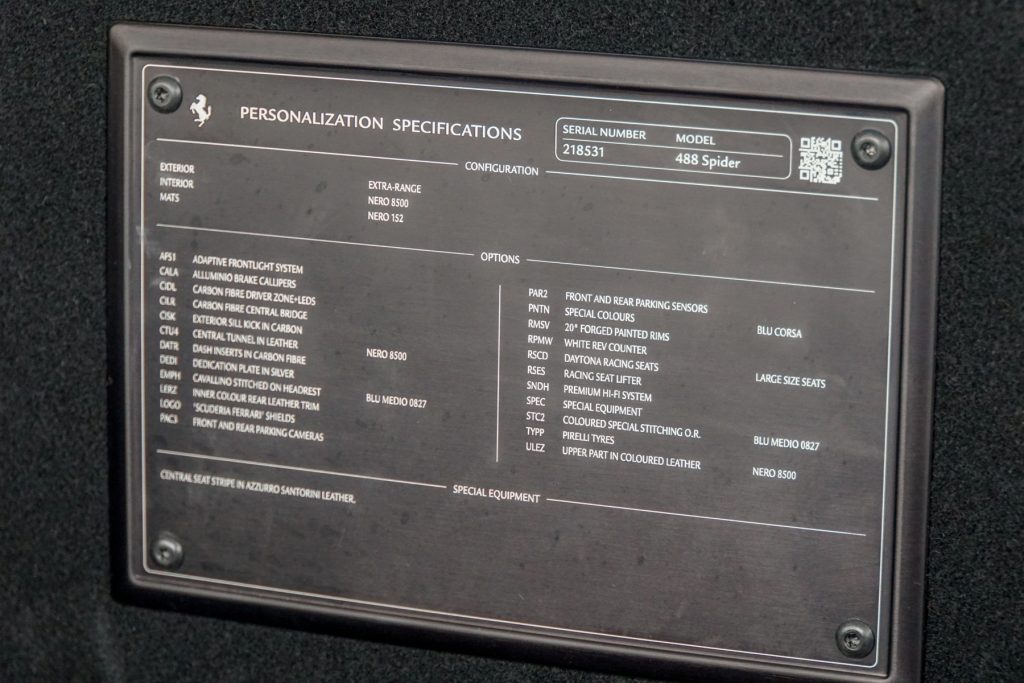 PERSONALIZATION SPECIFICATIONS
SERIAL NUMBER MODEL
218531 488 Spider
CONFIGURATION
EXTERIOR EXTRA-RANGE
INTERIOR NERO 8500
MATS NERO 152
OPTIONS
AFS1 ADAPTIVE FRONTLIGHT SYSTEM
CALA ALLUMINIO BRAKE CALLIPERS
CIDL CARBON FIBRE DRIVER ZONE+LEDS
CILR CARBON FIBRE CENTRAL BRIDGE
CISK EXTERIOR SILL KICK IN CARBON
CTU4 CENTRAL TUNNEL IN LEATHER NERO 8500
DATR DASH INSERTS IN CARBON FIBRE
DEDI DEDICATION PLATE IN SILVER
EMPH CAVALLINO STITCHED ON HEADREST
LERZ INNER COLOUR REAR LEATHER TRIM BLU MEDIO 0827
LOGO "SCUDERIA FERRARI" SHIELDS
PAC3 FRONT AND REAR PARKING CAMERAS
PAR2 FRONT AND REAR PARKING SENSORS
PNTN SPECIAL COLOURS BLU CORSA
RMSV 20" FORGED PAINTED RIMS
RPMW WHITE REV COUNTER
RSCD DAYTONA RACING SEATS LARGE SIZE SEATS
RSES RACING SEAT LIFTER
SNDH PREMIUM HI-FI SYSTEM
SPEC SPECIAL EQUIPMENT
STC2 COLOURED SPECIAL STITCHING O.R. BLU MEDIO 0827
TYPP PIRELLI TYRES
ULEZ UPPER PART IN COLOURED LEATHER NERO 8500
SPECIAL EQUIPMENT
CENTRAL SEAT STRIPE IN AZZURRO SANTORINI LEATHER.